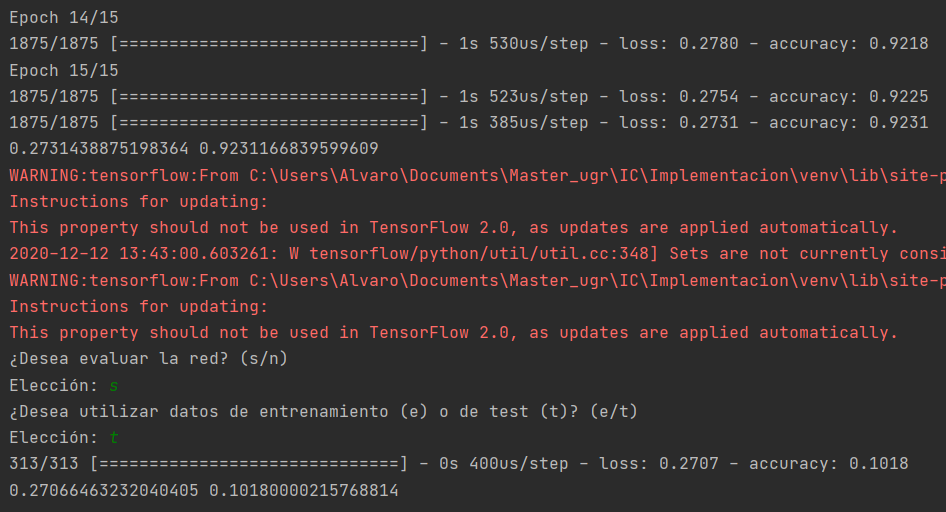 Epoch 14/15
1875/1875 [==============================] - 1s 530us/step - loss: 0.2780 - accuracy: 0.9218
Epoch 15/15
1875/1875 [==============================] - 1s 523us/step - loss: 0.2754 - accuracy: 0.9225
1875/1875 [==============================] - 1s 385us/step - loss: 0.2731 - accuracy: 0.9231
0.2731438875198364 0.9231166839599609
WARNING:tensorflow:From C:\Users\Alvaro\Documents\Master_ugr\IC\Implementacion\venv\lib\site-p
Instructions for updating:
This property should not be used in TensorFlow 2.0, as updates are applied automatically.
2020-12-12 13:43:00.603261: W tensorflow/python/util/util.cc:348] Sets are not currently consi
WARNING:tensorflow:From C:\Users\Alvaro\Documents\Master_ugr\IC\Implementacion\venv\lib\site-p
Instructions for updating:
This property should not be used in TensorFlow 2.0, as updates are applied automatically.
¿Desea evaluar la red? (s/n)
Elección: s
¿Desea utilizar datos de entrenamiento (e) o de test (t)? (e/t)
Elección: t
313/313 [==============================] - 0s 400us/step - loss: 0.2707 - accuracy: 0.1018
0.27066463232040405 0.10180000215768814